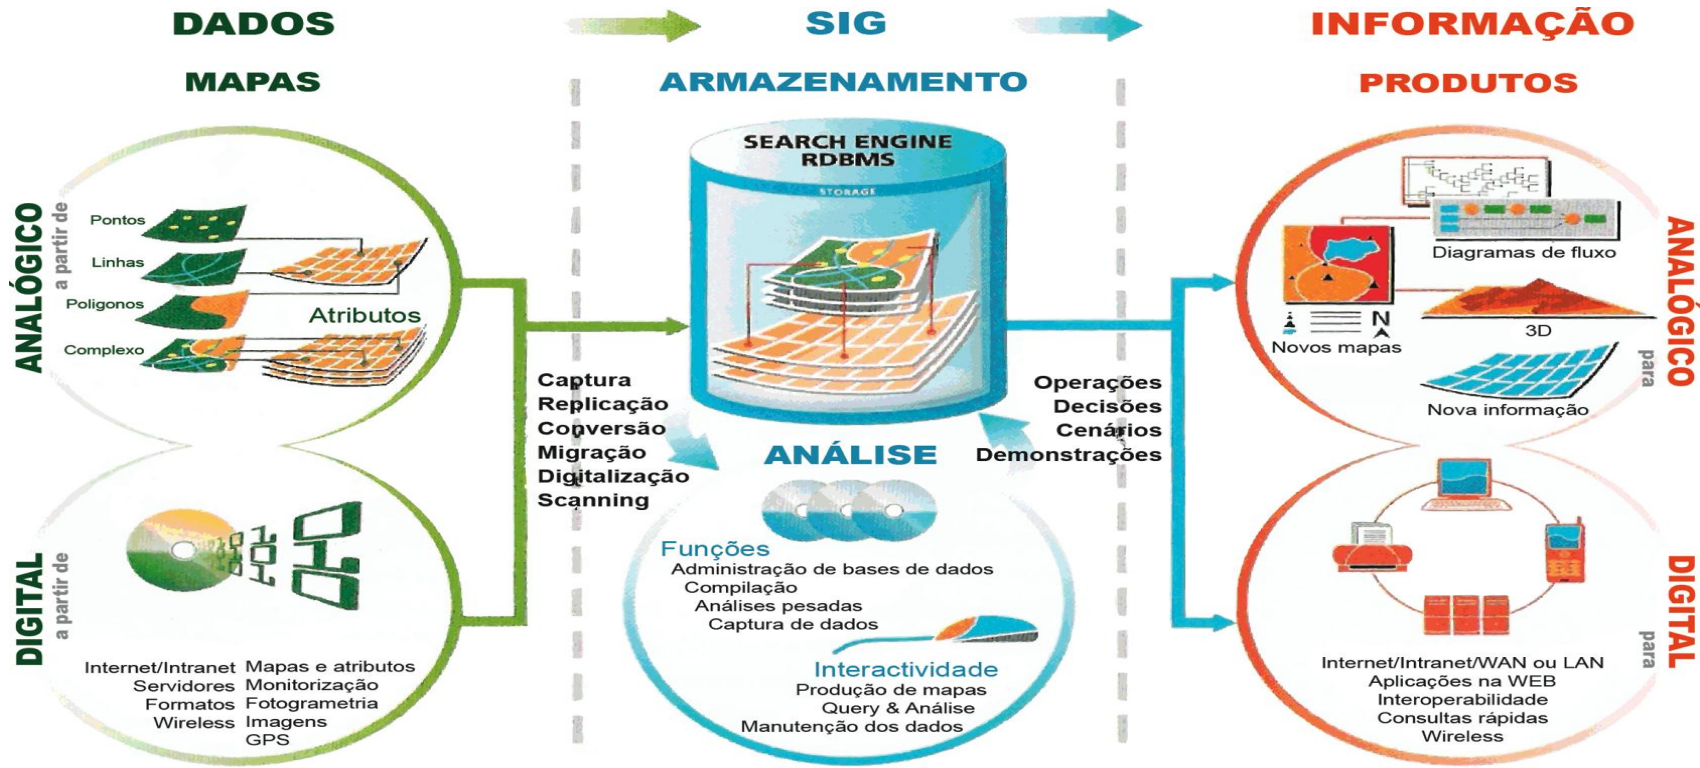 DADOS
SIG
INFORMAÇÃO
MAPAS
ARMAZENAMENTO
PRODUTOS
ANALÓGICO
a partir de
Pontos
Linhas
Poligonos
Atributos
Complexo
DIGITAL
a partir de
Internet/Intranet
Servidores
Formatos
Wireless
Mapas e atributos
Monitorização
Fotogrametria
Imagens
GPS
Captura
Replicação
Conversão
Migração
Digitalização
Scanning
SEARCH ENGINE
RDBMS
STORAGE
ANÁLISE
Funções
Administração de bases de dados
Compilação
Análises pesadas
Captura de dados
Interactividade
Produção de mapas
Query & Análise
Manutenção dos dados
Operações
Decisões
Cenários
Demonstrações
Diagramas de fluxo
N
Novos mapas
3D
Nova informação
ANALÓGICO
para
DIGITAL
para
Internet/Intranet/WAN ou LAN
Aplicações na WEB
Interoperabilidade
Consultas rápidas
Wireless